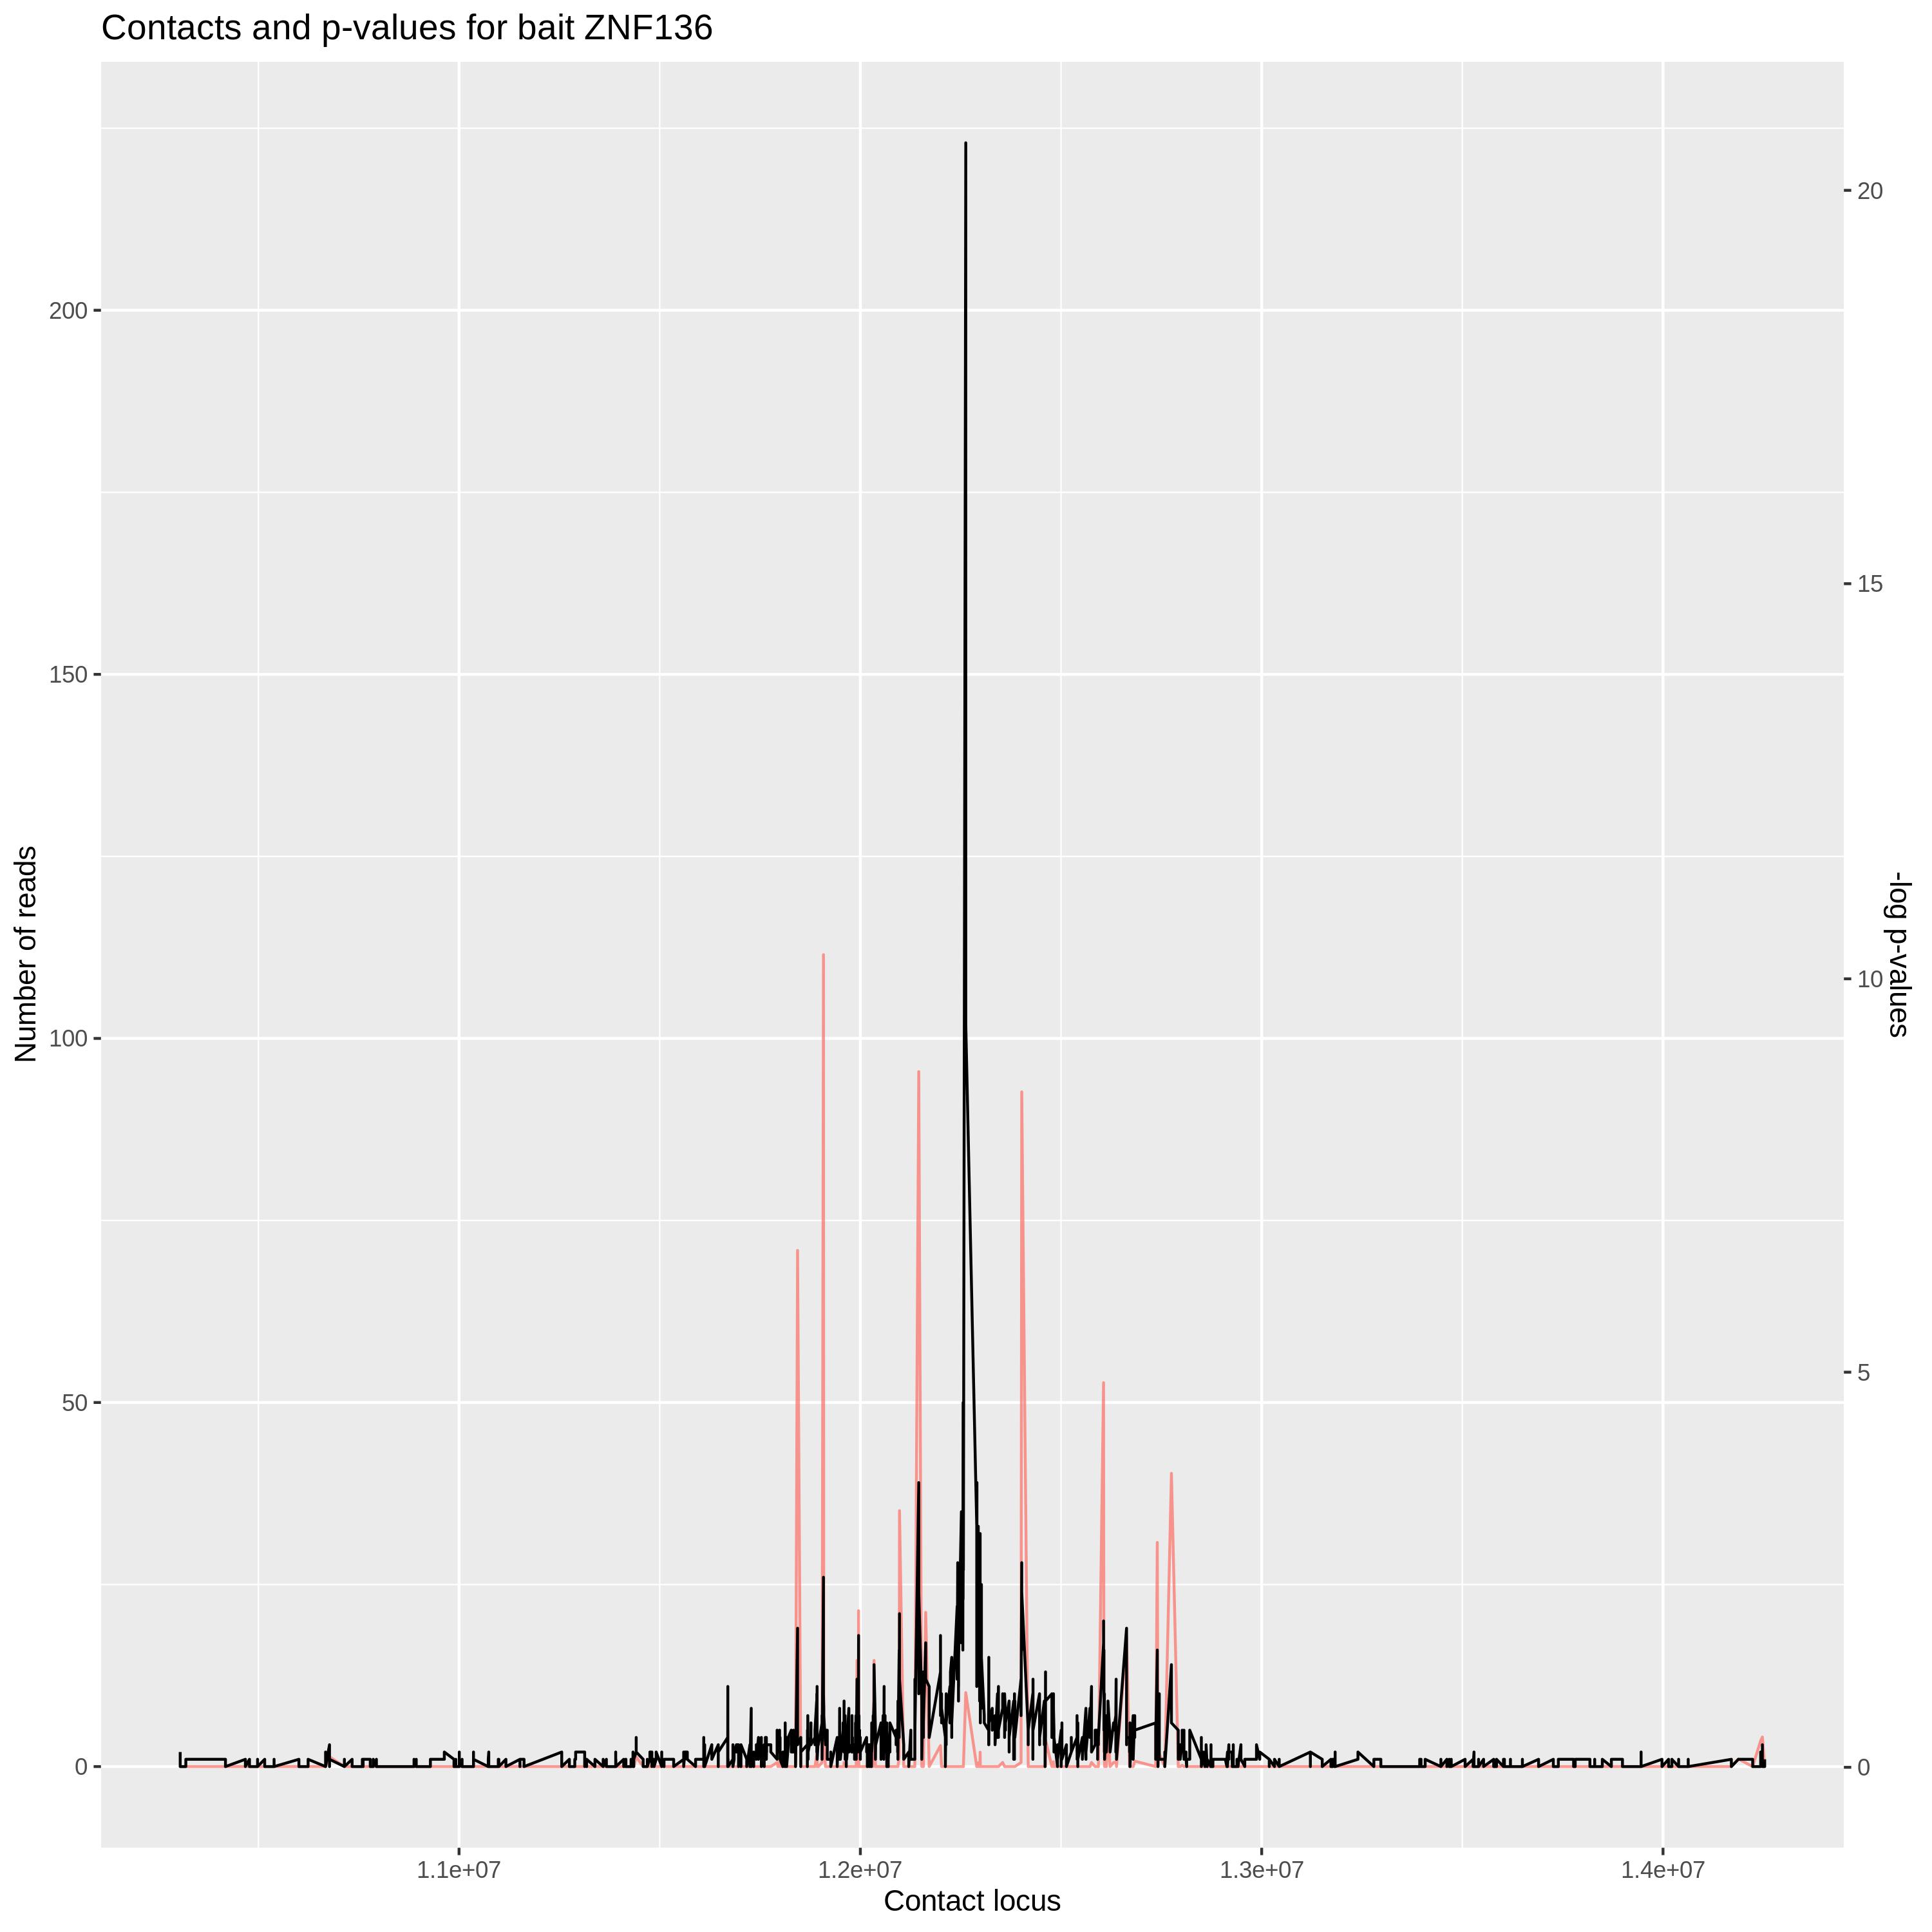 Contacts and p-values for bait ZNF136
Number of reads
200
150
100
50
0
20
15
10
5
0
-log p-values
1.1e+07
1.2e+07
1.3e+07
1.4e+07
Contact locus